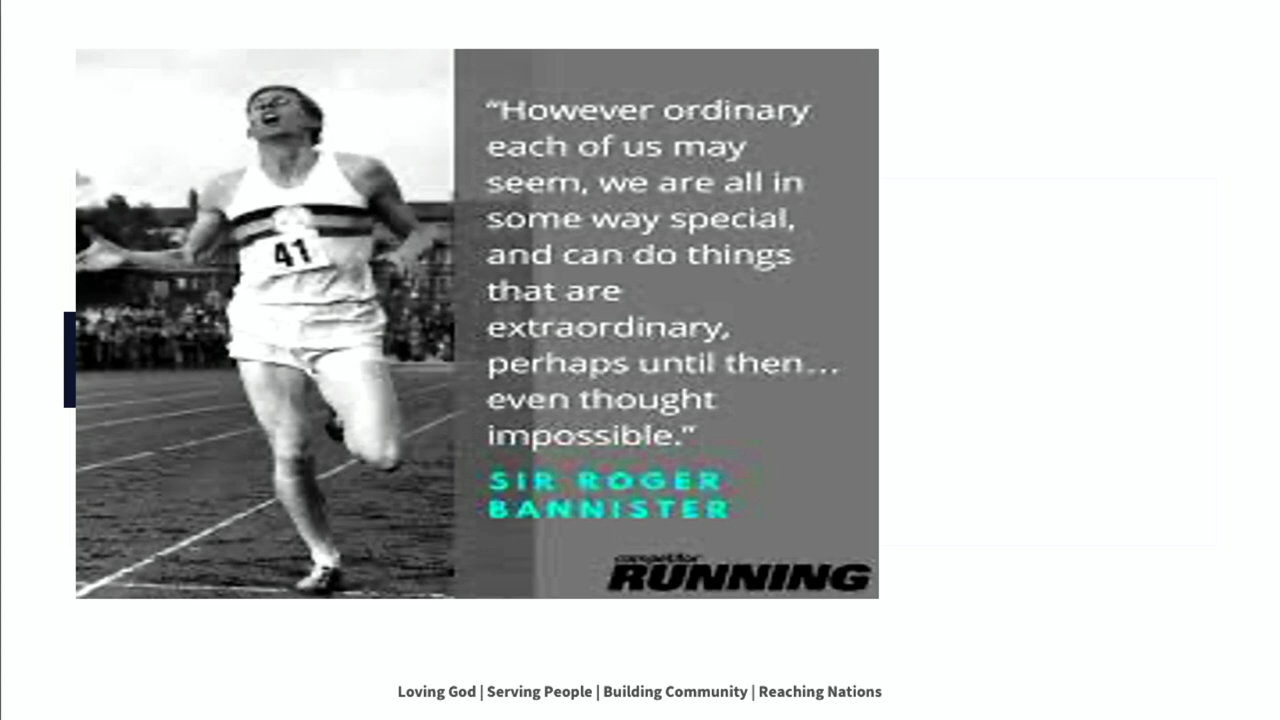 41
“However ordinary
each of us may
seem, we are all in
some way special,
and can do things
that are
extraordinary,
perhaps until then...
even thought
impossible.”
SIR ROGER
BANNISTER
competitor
RUNNING
Loving God | Serving People | Building Community | Reaching Nations